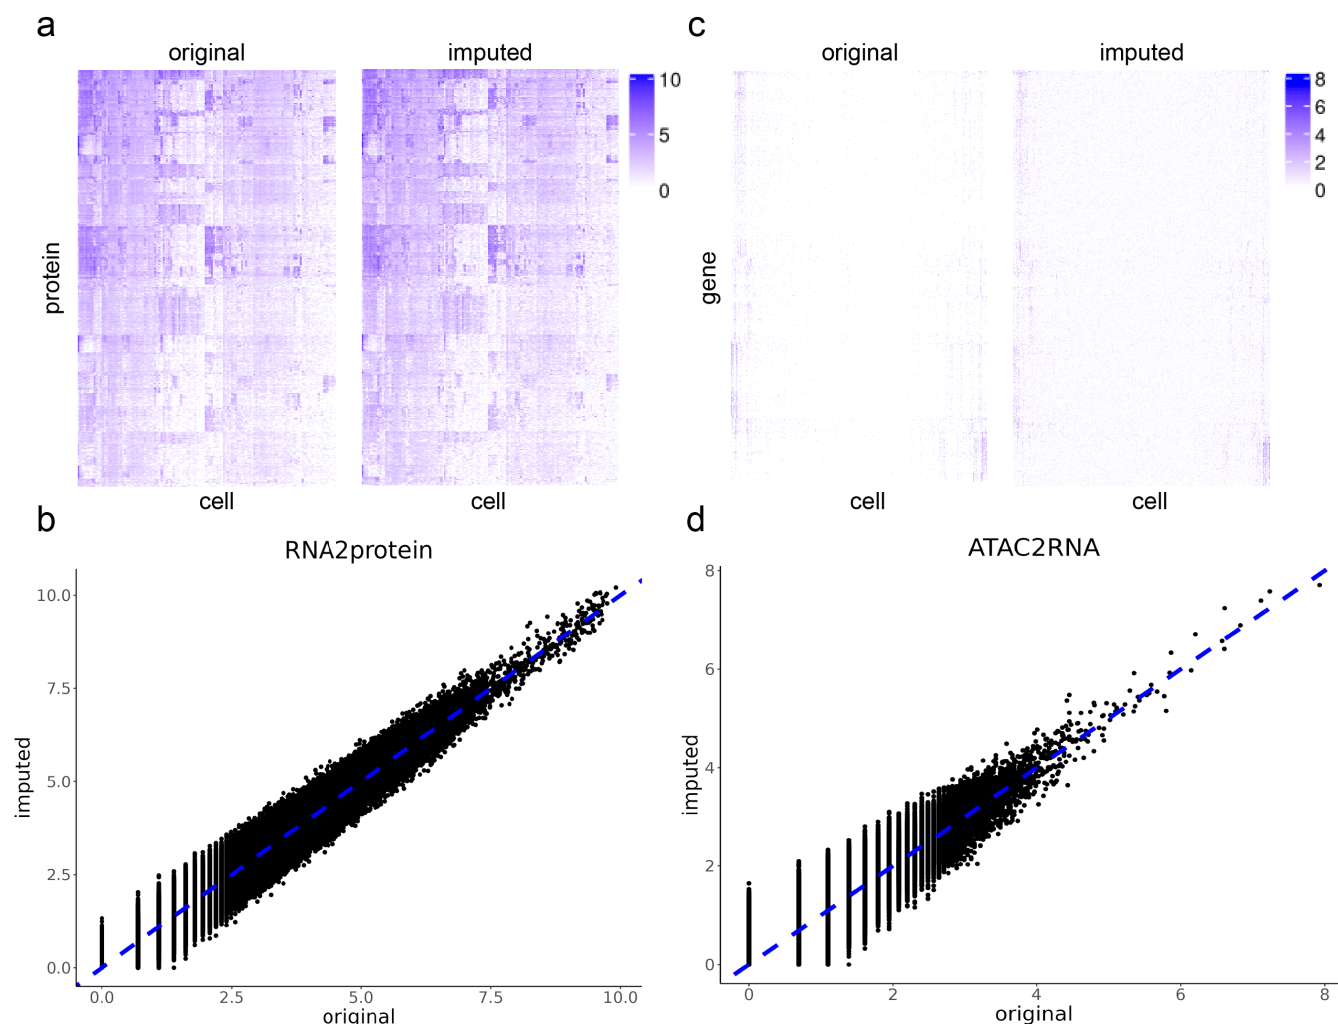 a
original
imputed
10
5
0
protein
cell
cell
c
original
imputed
8
6
4
2
0
gene
cell
cell
b
RNA2protein
10.0
7.5
5.0
2.5
0.0
imputed
0.0 2.5 5.0 7.5 10.0
original
d
ATAC2RNA
8
6
4
2
0
imputed
0 2 4 6 8
original